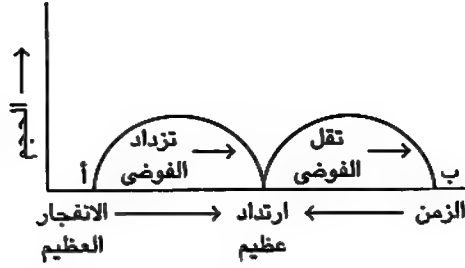 الحجم
تزداد
الفوضى
تقل
الفوضى
أ
ب
الانفجار
العظيم
ارتداد
عظيم
الزمن